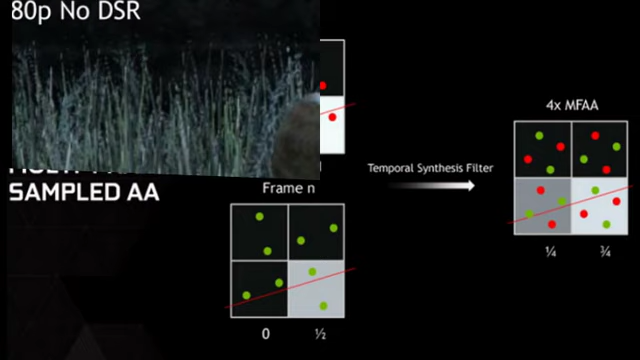 80p No DSR
SAMPLED AA
Frame n
0
½
Temporal Synthesis Filter
4x MFAA
¼
¾